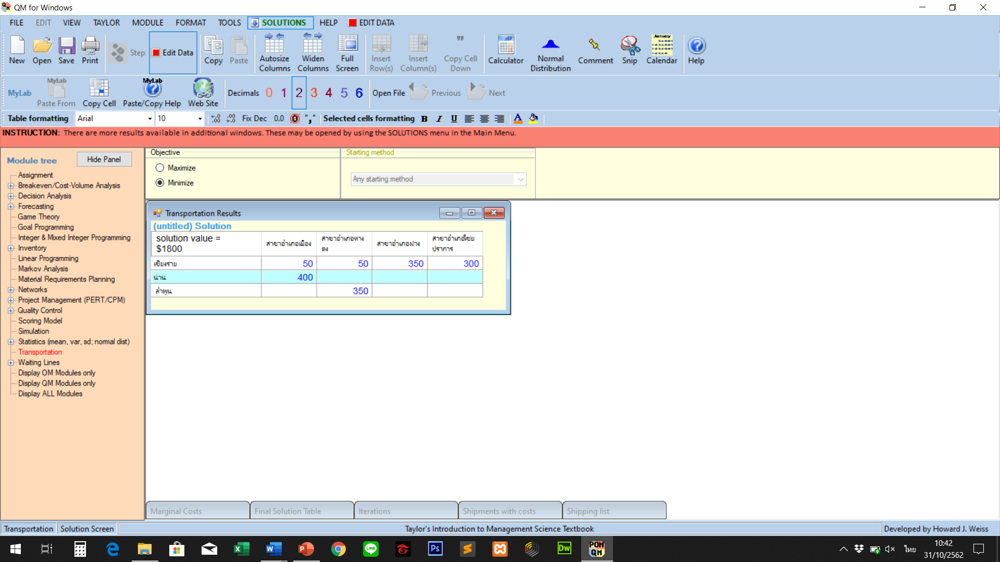 QM for Windows
FILE EDIT VIEW TAYLOR MODULE FORMAT TOOLS SOLUTIONS HELP EDIT DATA
New Open Save Print Step Edit Data Copy Paste Autosize Columns Widen Columns Full Screen Insert Row(s) Insert Column(s) Copy Cell Down Calculator Normal Distribution Comment Snip Calendar Help
MyLab Paste From Copy Cell Paste/Copy Help Web Site Decimals 0 1 2 3 4 5 6 Open File Previous Next
Table formatting Arial 10 Fix Dec 0.0 Selected cells formatting B I U
INSTRUCTION: There are more results available in additional windows. These may be opened by using the SOLUTIONS menu in the Main Menu.
Module tree Hide Panel
Assignment
Breakeven/Cost-Volume Analysis
Decision Analysis
Forecasting
Game Theory
Goal Programming
Integer & Mixed Integer Programming
Inventory
Linear Programming
Markov Analysis
Material Requirements Planning
Networks
Project Management (PERT/CPM)
Quality Control
Scoring Model
Simulation
Statistics (mean, var, sd; normal dist)
Transportation
Waiting Lines
Display OM Modules only
Display QM Modules only
Display ALL Modules
Objective
Maximize
Minimize
Starting method
Any starting method
Transportation Results
(untitled) Solution
solution value = $1800 สาขาอำเภอเมือง สาขาอำเภอหางดง สาขาอำเภอฝาง สาขาอำเภอไชยปราการ
เชียงราย 50 50 350 300
น่าน 400
ลำพูน 350
Marginal Costs Final Solution Table Iterations Shipments with costs Shipping list
Transportation Solution Screen Taylor's Introduction to Management Science Textbook Developed by Howard J. Weiss
ไทย 10:42
31/10/2562